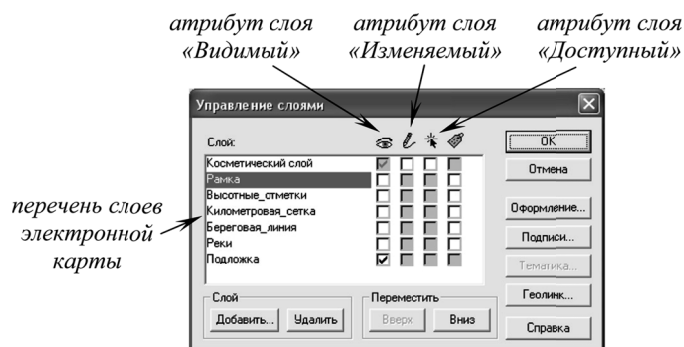 атрибут слоя «Видимый»
атрибут слоя «Изменяемый»
атрибут слоя «Доступный»
Управление слоями
Слой:
Косметический слой
Рамка
Высотные_отметки
Километровая_сетка
Береговая_линия
Реки
Подложка
перечень слоев
электронной
карты
OK
Отмена
Оформление...
Подписи...
Тематика...
Геолинк...
Справка
Слой
Добавить...
Удалить
Переместить
Вверх
Вниз